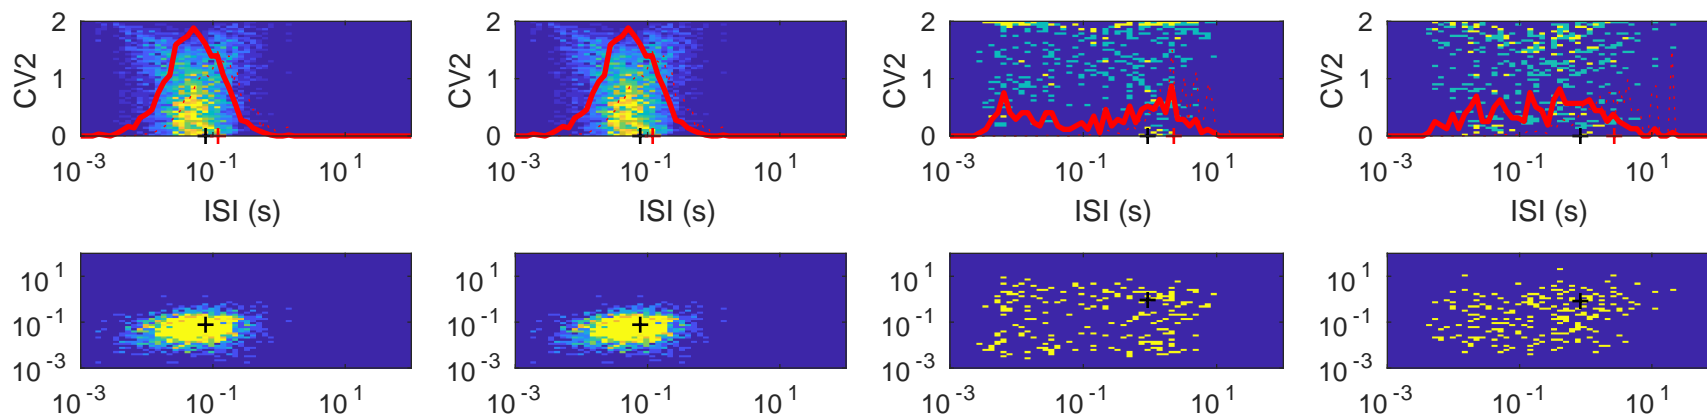 2 2 2 2
CV2 CV2 CV2 CV2
1 1 1 1
0 0 0 0
10^-3 10^-1 10^1 10^-3 10^-1 10^1 10^-3 10^-1 10^1 10^-3 10^-1 10^1
ISI (s) ISI (s) ISI (s) ISI (s)
10^1 10^1 10^1 10^1
10^-1 10^-1 10^-1 10^-1
10^-3 10^-3 10^-3 10^-3
10^-3 10^-1 10^1 10^-3 10^-1 10^1 10^-3 10^-1 10^1 10^-3 10^-1 10^1